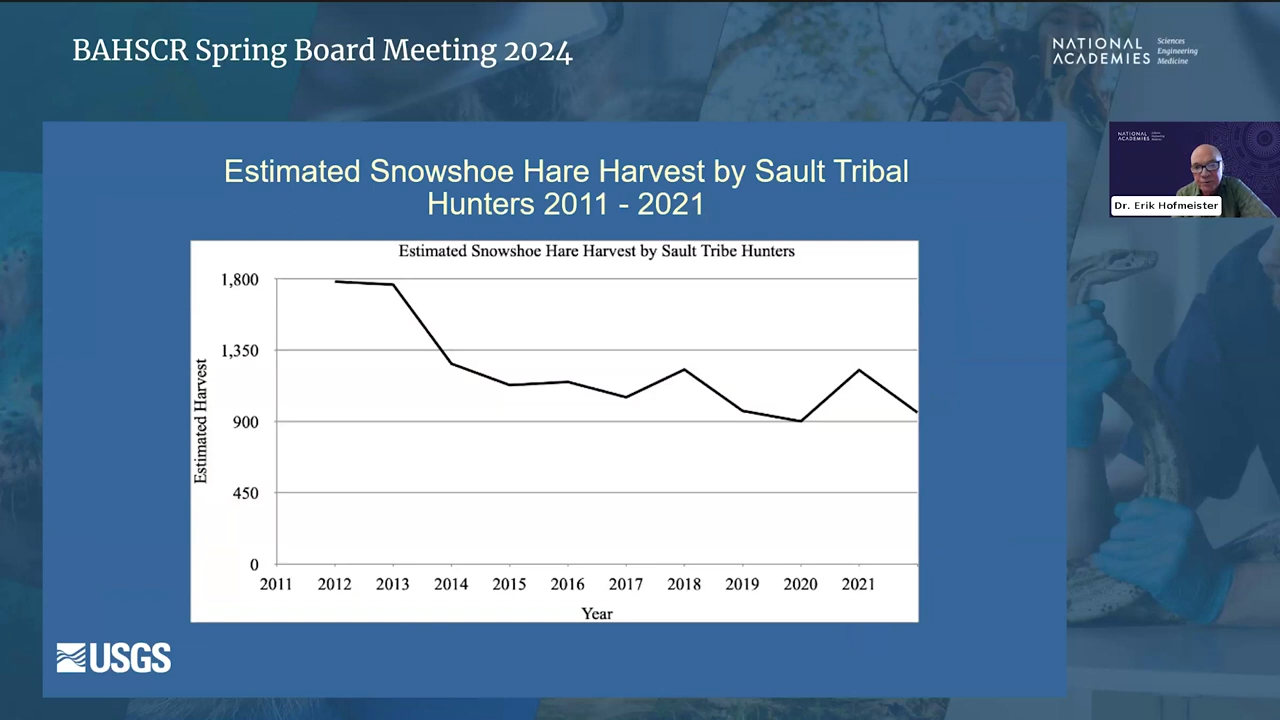 BAHSCR Spring Board Meeting 2024
NATIONAL
ACADEMIES
Sciences
Engineering
Medicine
NATIONAL
ACADEMIES
Dr. Erik Hofmeister
Estimated Snowshoe Hare Harvest by Sault Tribal
Hunters 2011 - 2021
Estimated Snowshoe Hare Harvest by Sault Tribe Hunters
Estimated Harvest
1,800
1,350
900
450
0
2011 2012 2013 2014 2015 2016 2017 2018 2019 2020 2021
Year
USGS